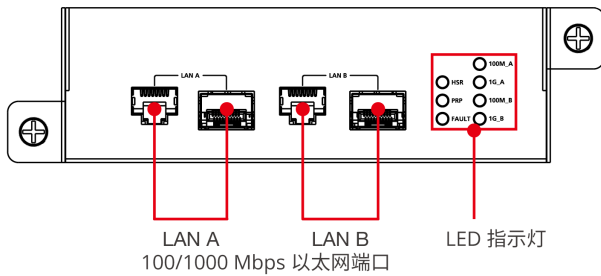 LAN A
LAN B
100M_A
HSR
1G_A
PRP
100M_B
FAULT
1G_B
LAN A
LAN B
LED 指示灯
100/1000 Mbps 以太网端口